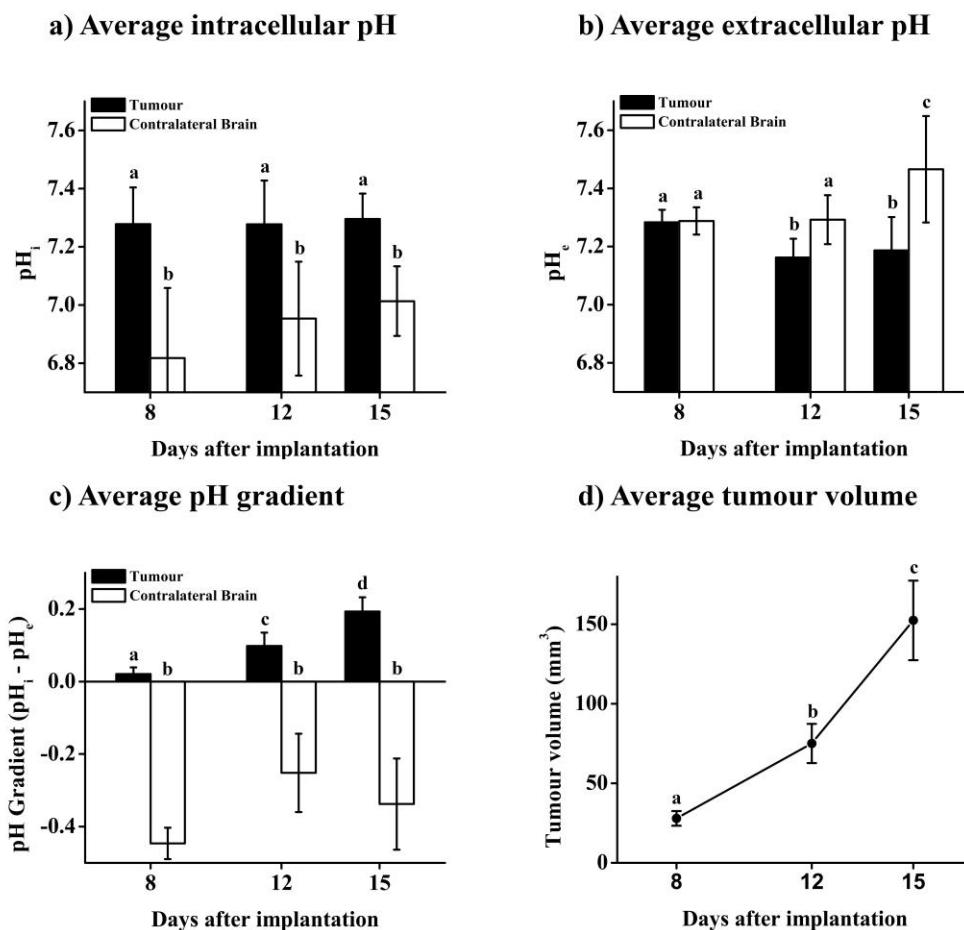 a) Average intracellular pH
Tumour
Contralateral Brain
7.6
7.4
7.2
7.0
6.8
pHi
a
b
a
b
a
b
8
12
15
Days after implantation
b) Average extracellular pH
Tumour
Contralateral Brain
7.6
7.4
7.2
7.0
6.8
pHe
a
a
b
a
b
c
8
12
15
Days after implantation
c) Average pH gradient
Tumour
Contralateral Brain
0.2
0.0
-0.2
-0.4
pH Gradient (pHi - pHe)
a
b
c
b
d
b
8
12
15
Days after implantation
d) Average tumour volume
150
100
50
0
Tumour volume (mm³)
a
b
c
8
12
15
Days after implantation